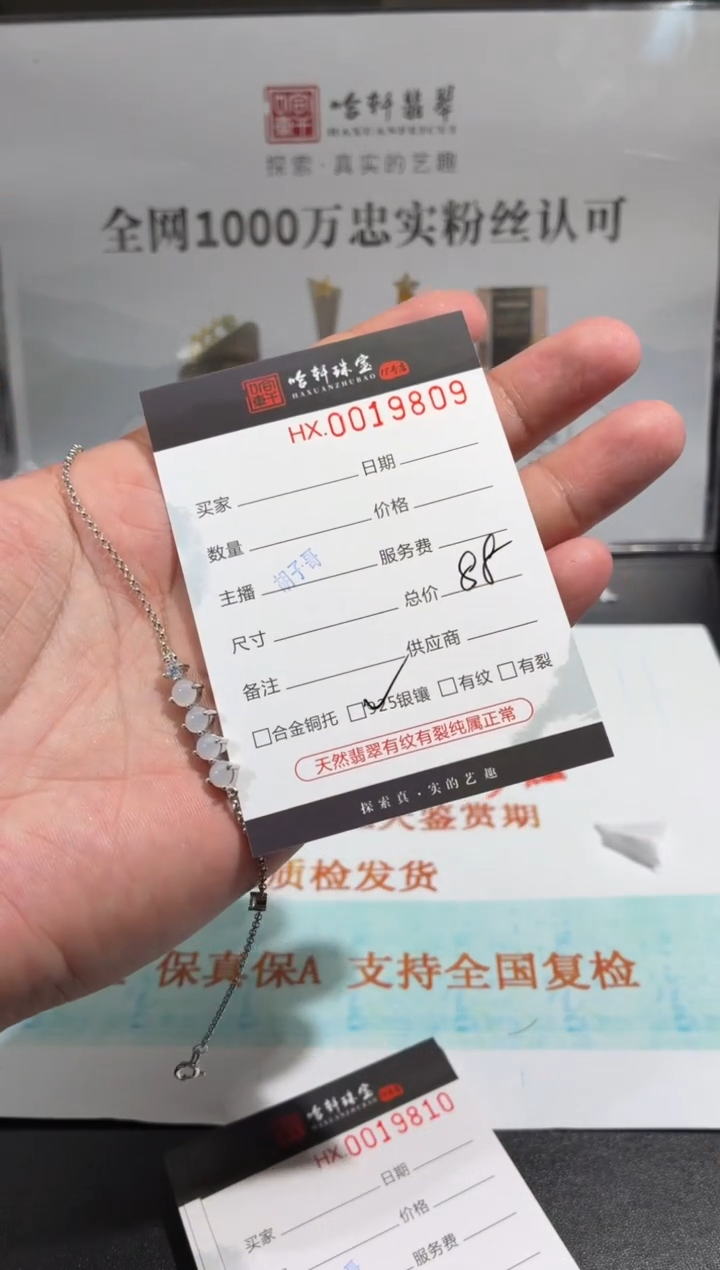 哈轩翡翠
HAXUANFEICUI
探索·真实的艺趣
全网1000万忠实粉丝认可
哈轩珠宝
HAXUANZHUBAO
HX.0019809
买家 日期
数量 价格
主播 胡子哥 服务费
尺寸 总价 88
备注 供应商
合金铜托 925银镶 有纹 有裂
天然翡翠有纹有裂纯属正常
探索真·实的艺趣
鉴赏期
质检发货
保真保A 支持全国复检
哈轩珠宝
HAXUANZHUBAO
HX.0019810
日期
买家 价格
哥 服务费